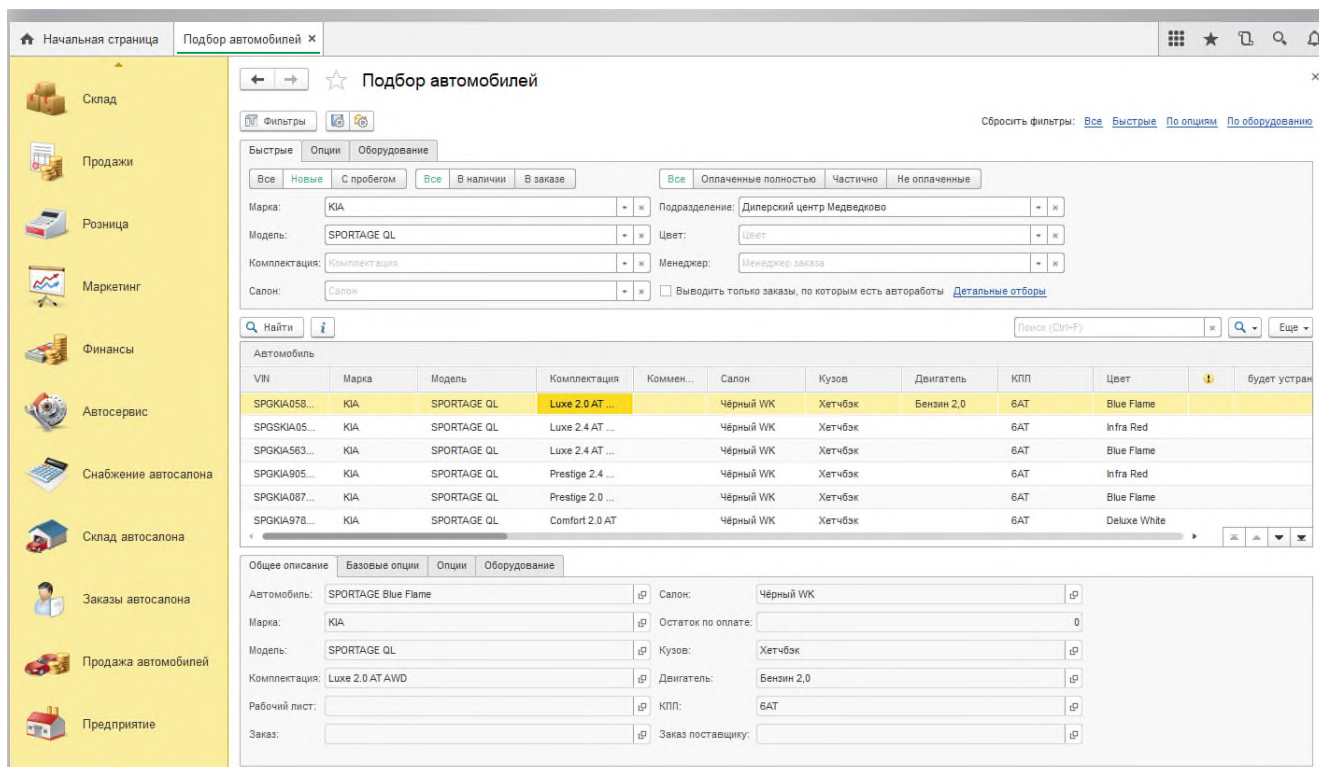 Начальная страница Подбор автомобилей ×
Склад
Продажи
Розница
Маркетинг
Финансы
Автосервис
Снабжение автосалона
Склад автосалона
Заказы автосалона
Продажа автомобилей
Предприятие
Подбор автомобилей
Фильтры Сбросить фильтры: Все Быстрые По опциям По оборудованию
Быстрые Опции Оборудование
Все Новые С пробегом Все В наличии В заказе Все Оплаченные полностью Частично Не оплаченные
Марка: KIA Подразделение: Дилерский центр Медведково
Модель: SPORTAGE QL Цвет: Цвет
Комплектация: Комплектация Менеджер: Менеджер заказа
Салон: Салон Выводить только заказы, по которым есть автоработы Детальные отборы
Найти i Поиск (Ctrl+F) Еще
Автомобиль
VIN Марка Модель Комплектация Коммен... Салон Кузов Двигатель КПП Цвет будет устран
SPGKIA058... KIA SPORTAGE QL Luxe 2.0 AT ... Чёрный WK Хетчбэк Бензин 2,0 6AT Blue Flame
SPGSKIA05... KIA SPORTAGE QL Luxe 2.4 AT ... Чёрный WK Хетчбэк 6AT Infra Red
SPGKIA563... KIA SPORTAGE QL Luxe 2.4 AT ... Чёрный WK Хетчбэк 6AT Blue Flame
SPGKIA905... KIA SPORTAGE QL Prestige 2.4 ... Чёрный WK Хетчбэк 6AT Infra Red
SPGKIA087... KIA SPORTAGE QL Prestige 2.0 ... Чёрный WK Хетчбэк 6AT Blue Flame
SPGKIA978... KIA SPORTAGE QL Comfort 2.0 AT Чёрный WK Хетчбэк 6AT Deluxe White
Общее описание Базовые опции Опции Оборудование
Автомобиль: SPORTAGE Blue Flame Салон: Чёрный WK
Марка: KIA Остаток по оплате: 0
Модель: SPORTAGE QL Кузов: Хетчбэк
Комплектация: Luxe 2.0 AT AWD Двигатель: Бензин 2,0
Рабочий лист: КПП: 6AT
Заказ: Заказ поставщику: